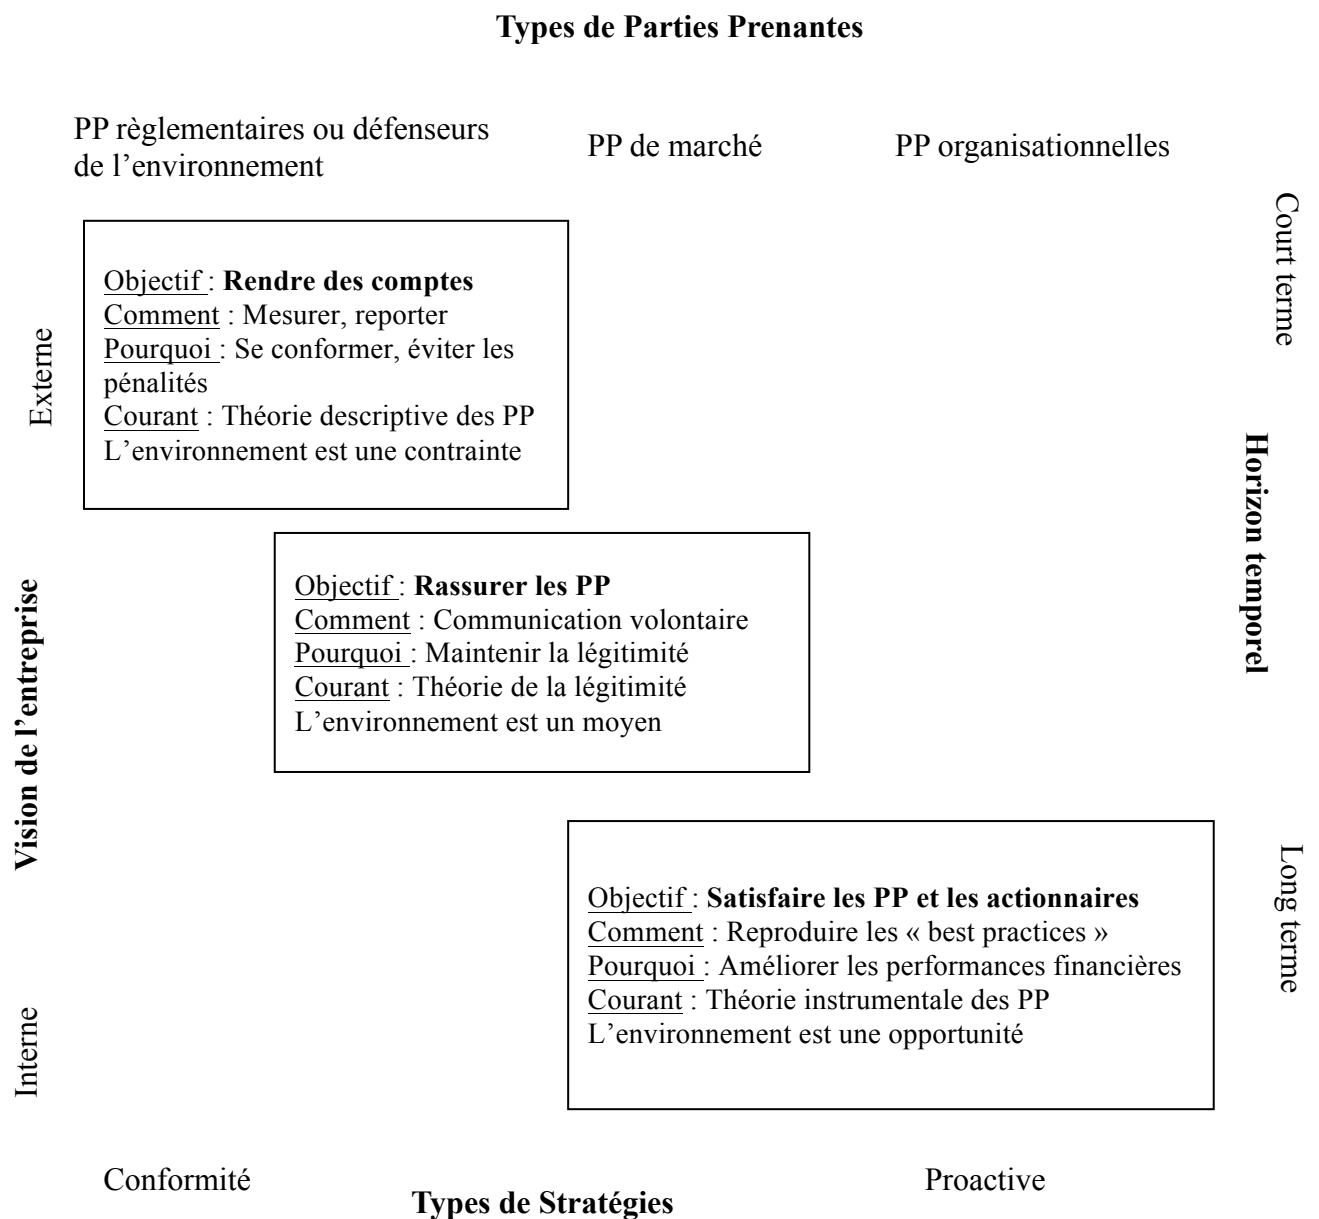 Types de Parties Prenantes
PP règlementaires ou défenseurs
de l’environnement
PP de marché
PP organisationnelles
Court terme
Externe
Objectif : Rendre des comptes
Comment : Mesurer, reporter
Pourquoi : Se conformer, éviter les
pénalités
Courant : Théorie descriptive des PP
L’environnement est une contrainte
Horizon temporel
Vision de l’entreprise
Objectif : Rassurer les PP
Comment : Communication volontaire
Pourquoi : Maintenir la légitimité
Courant : Théorie de la légitimité
L’environnement est un moyen
Long terme
Interne
Objectif : Satisfaire les PP et les actionnaires
Comment : Reproduire les « best practices »
Pourquoi : Améliorer les performances financières
Courant : Théorie instrumentale des PP
L’environnement est une opportunité
Conformité
Proactive
Types de Stratégies